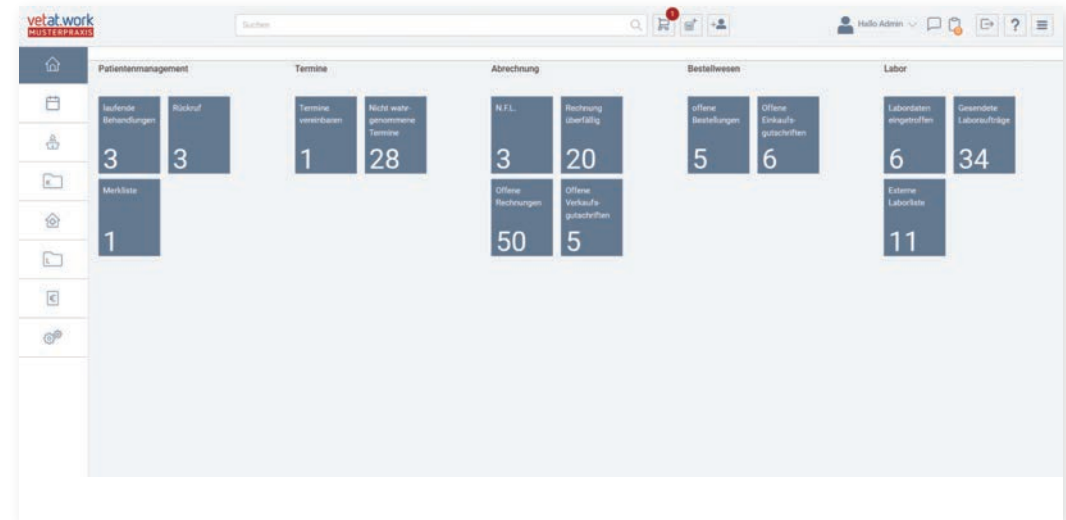 vetat.work
MUSTERPRAXIS
Suchen
1
Hallo Admin
?
Patientenmanagement
Termine
Abrechnung
Bestellwesen
Labor
laufende
Behandlungen
3
Rückruf
3
Merkliste
1
Termine
vereinbaren
1
Nicht wahr-
genommene
Termine
28
N.F.L.
3
Rechnung
überfällig
20
Offene
Rechnungen
50
Offene
Verkaufs-
gutschriften
5
offene
Bestellungen
5
Offene
Einkaufs-
gutschriften
6
Labordaten
eingetroffen
6
Gesendete
Laboraufträge
34
Externe
Laborliste
11
K
L
€